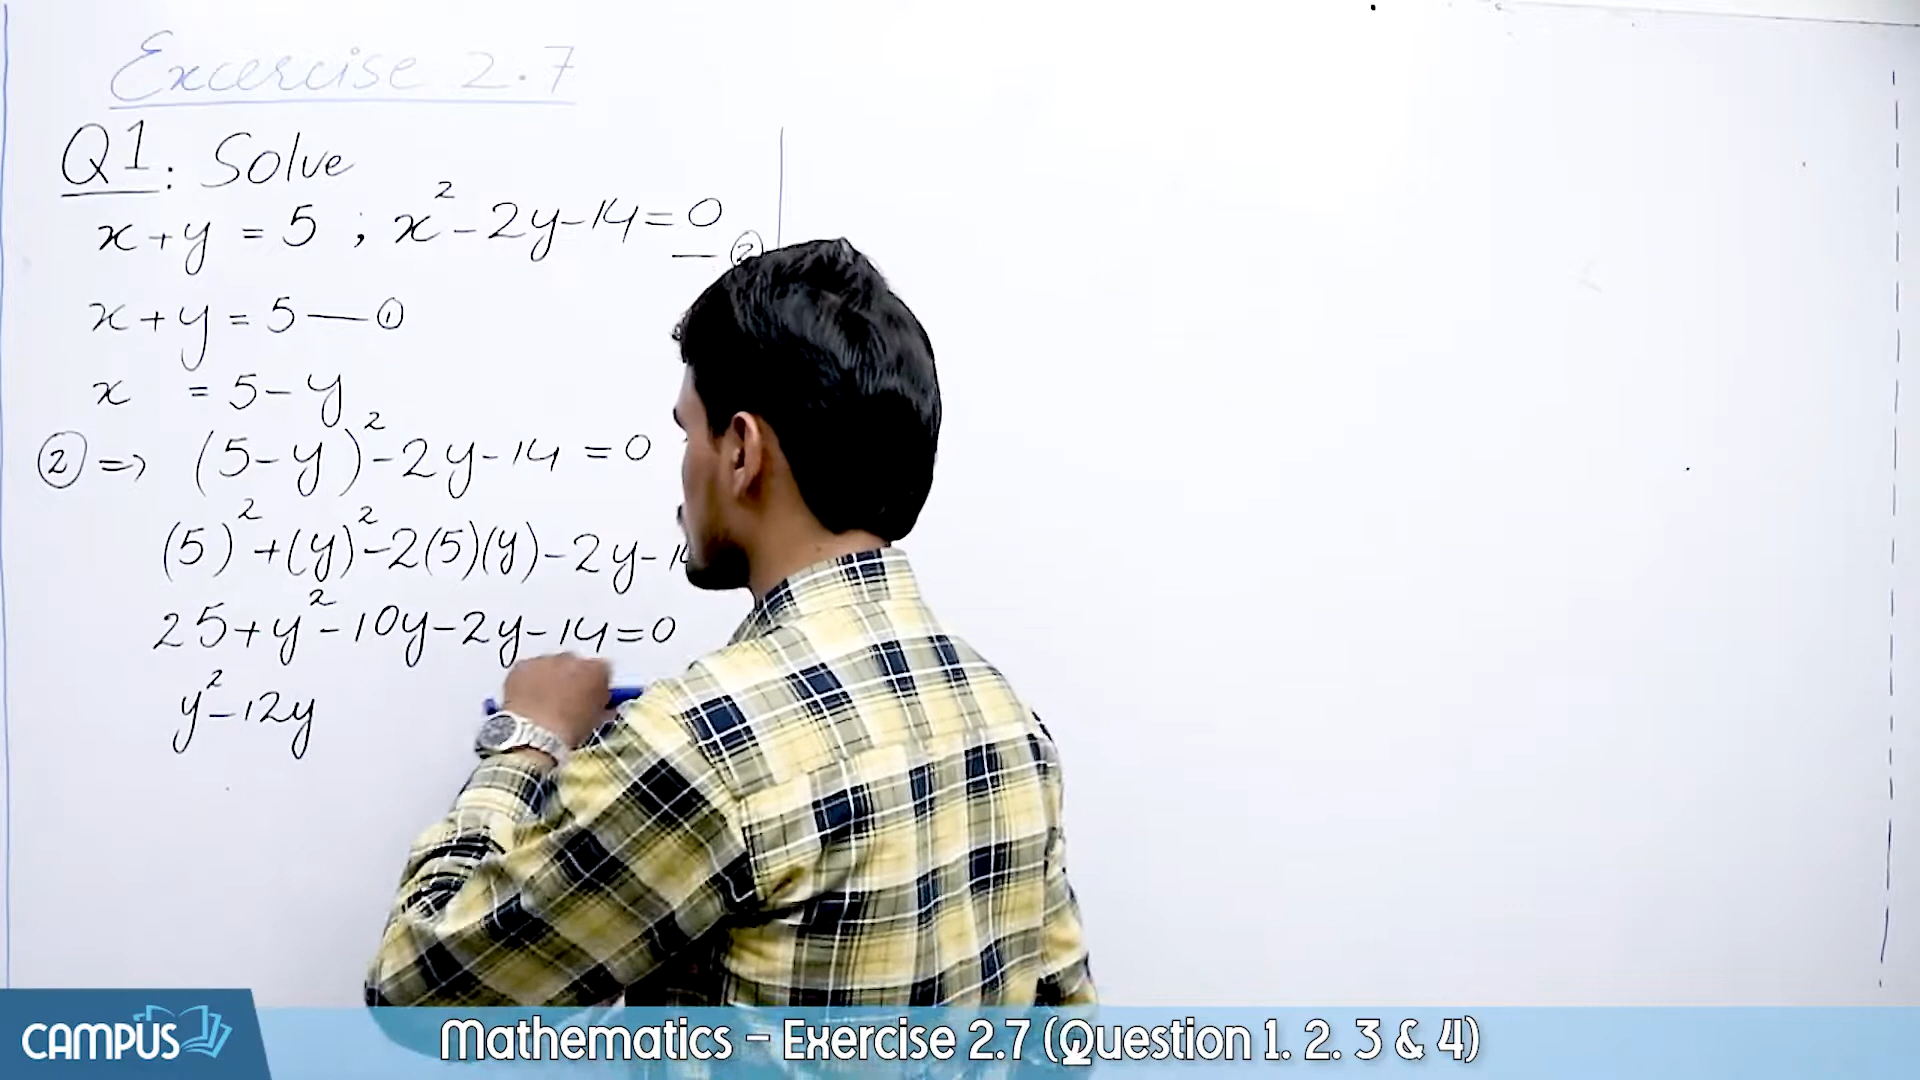 Excercise 2.7
Q1: Solve
x + y = 5 ; x² - 2y - 14 = 0
— ②
x + y = 5 — ①
x = 5 - y
② ⇒ (5 - y)² - 2y - 14 = 0
(5)² + (y)² - 2(5)(y) - 2y - 14
25 + y² - 10y - 2y - 14 = 0
y² - 12y
CAMPUS
Mathematics - Exercise 2.7 (Question 1. 2. 3 & 4)